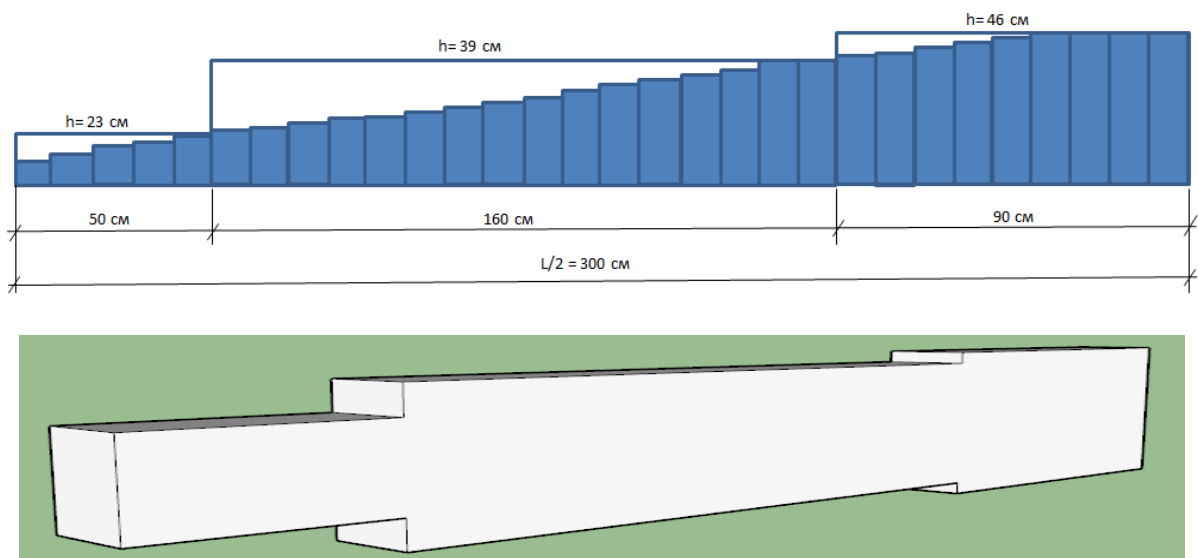 h= 46 см
h= 39 см
h= 23 см
50 см
160 см
90 см
L/2 = 300 см